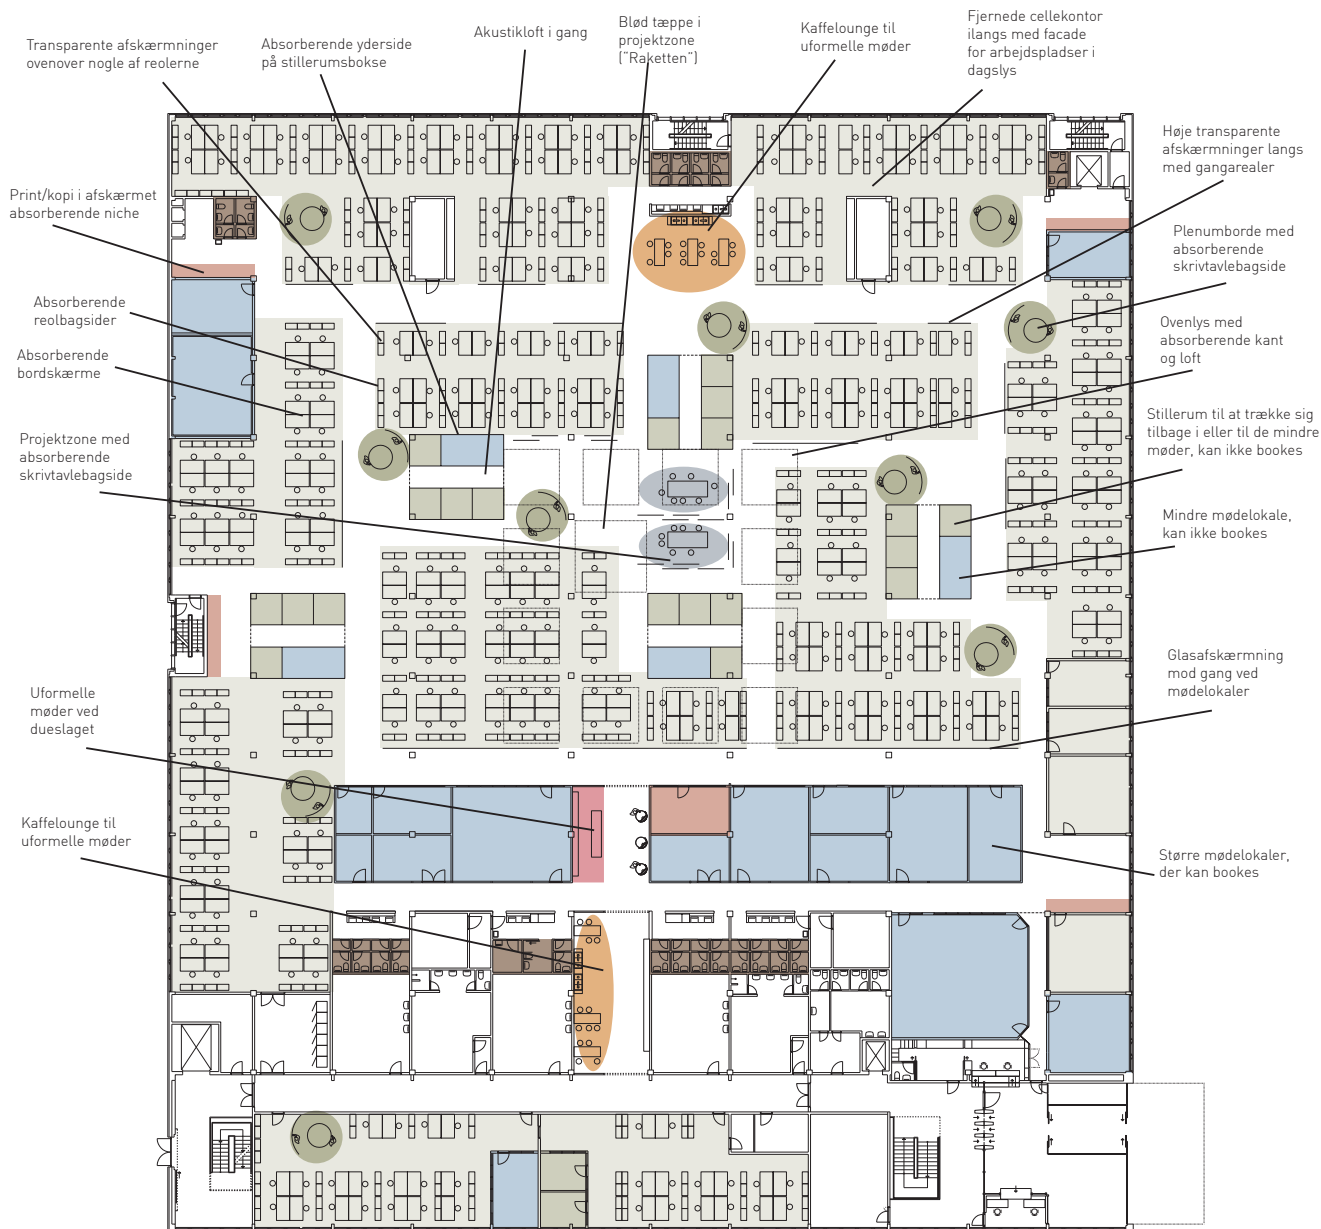 Transparente afskærmninger
ovenover nogle af reolerne
Absorberende yderside
på stillerumsbokse
Akustikloft i gang
Blød tæppe i
projektzone
("Raketten")
Kaffelounge til
uformelle møder
Fjernede cellekontor
ilangs med facade
for arbejdspladser i
dagslys
Høje transparente
afskærmninger langs
med gangarealer
Print/kopi i afskærmet
absorberende niche
Plenumborde med
absorberende
skrivtavlebagside
Absorberende
reolbagsider
Ovenlys med
absorberende kant
og loft
Absorberende
bordskærme
Stillerum til at trække sig
tilbage i eller til de mindre
møder, kan ikke bookes
Projektzone med
absorberende
skrivtavlebagside
Mindre mødelokale,
kan ikke bookes
Glasafskærmning
mod gang ved
mødelokaler
Uformelle
møder ved
dueslaget
Kaffelounge til
uformelle møder
Større mødelokaler,
der kan bookes